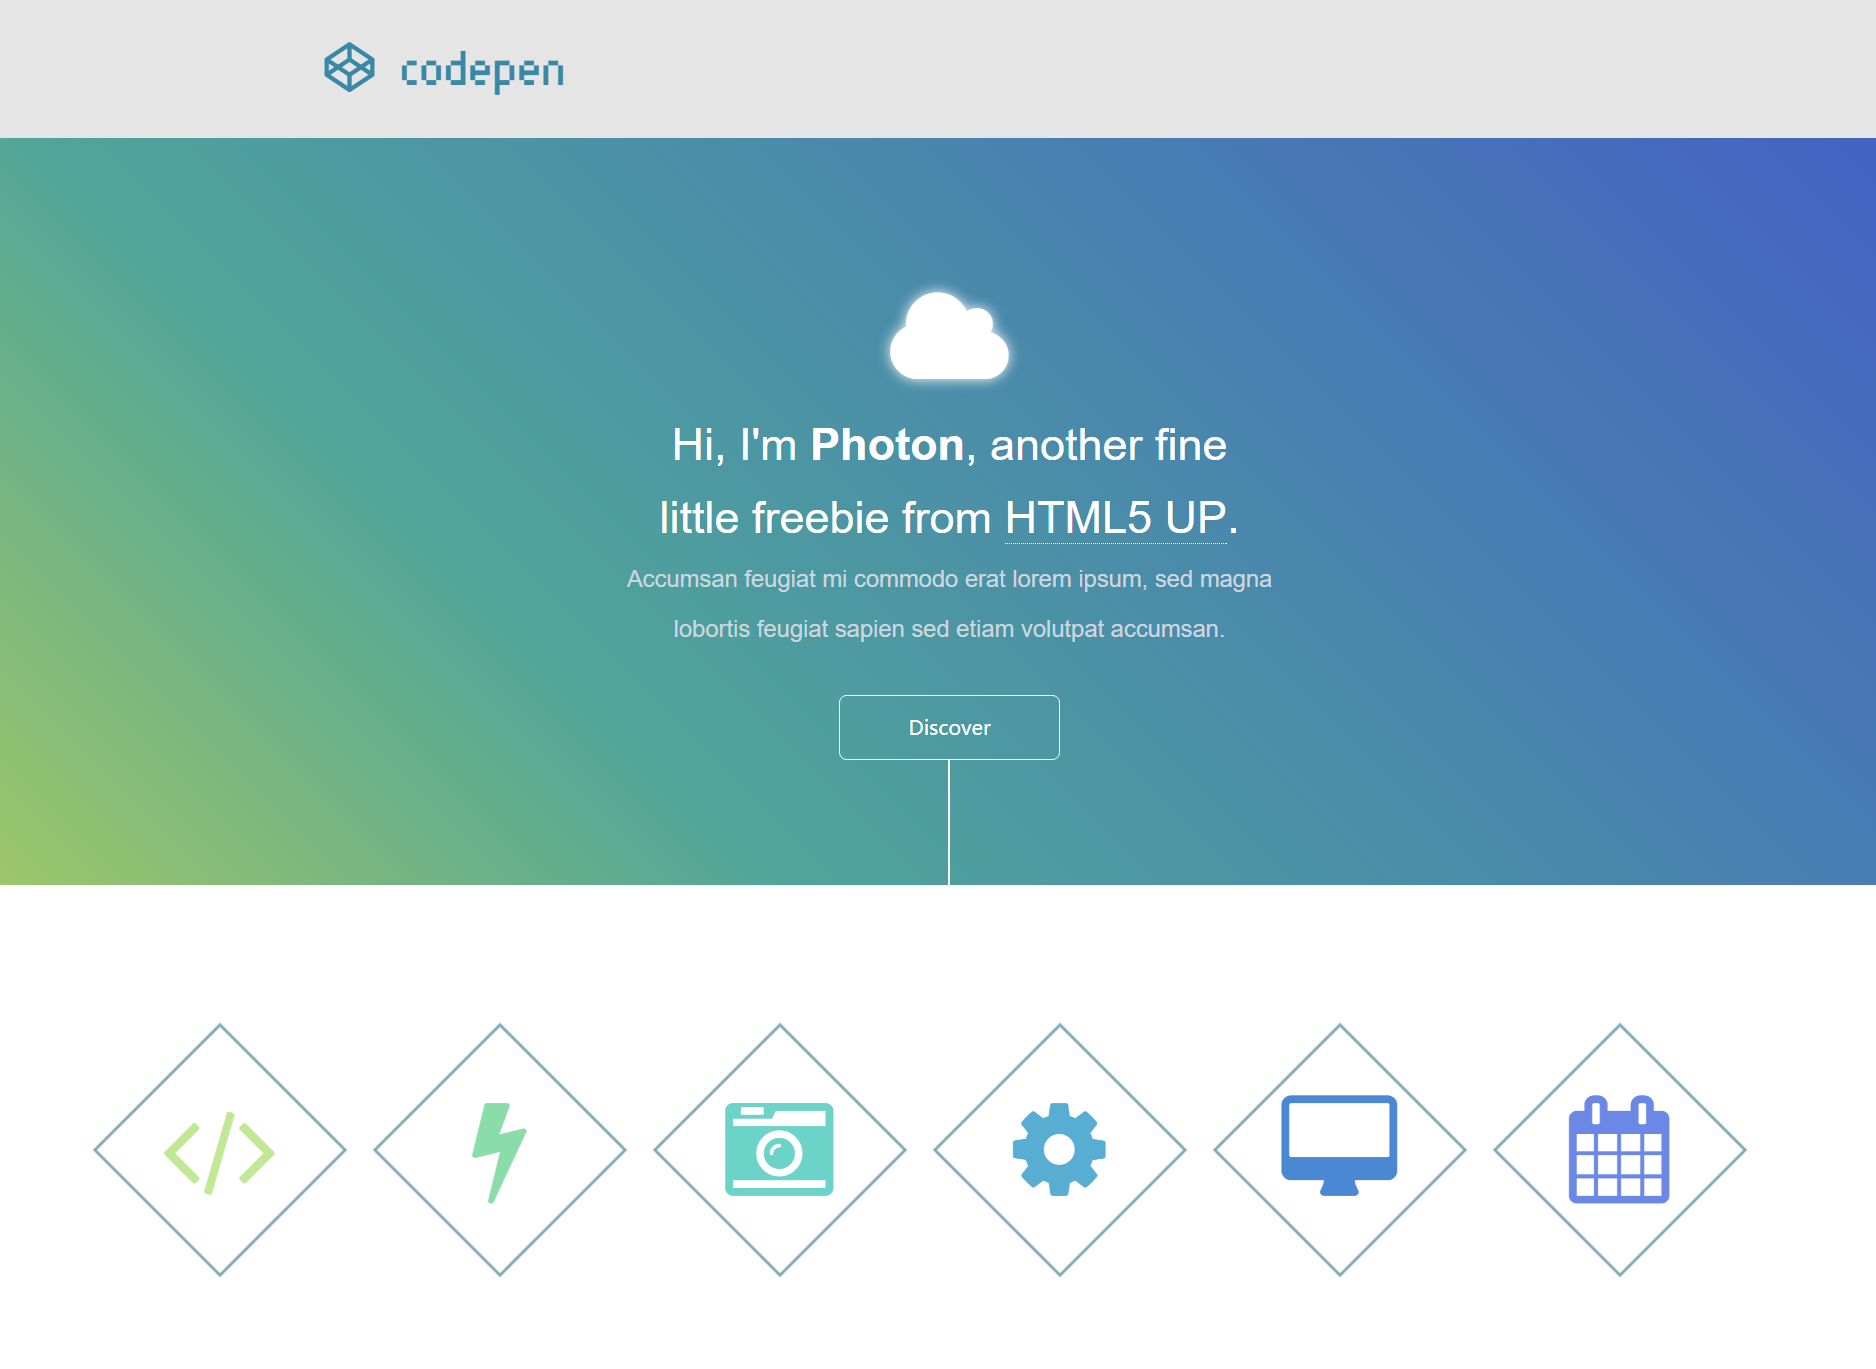 codepen
Hi, I'm Photon, another fine
little freebie from HTML5 UP.
Accumsan feugiat mi commodo erat lorem ipsum, sed magna
lobortis feugiat sapien sed etiam volutpat accumsan.
Discover